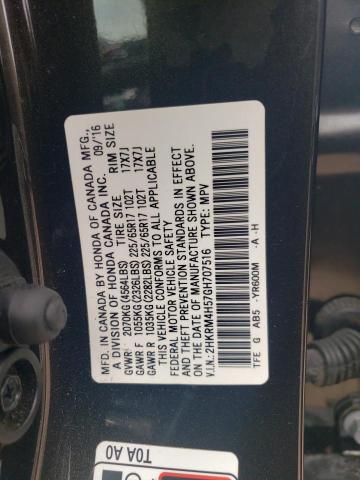 MFD. IN CANADA BY HONDA OF CANADA MFG.,
A DIVISION OF HONDA CANADA INC. 09/16
TIRE SIZE RIM SIZE
GVWR 2070KG(4564LBS)
GAWR F 1055KG(2326LBS) 225/65R17 102T 17X7J
GAWR R 1035KG(2282LBS) 225/65R17 102T 17X7J
THIS VEHICLE CONFORMS TO ALL APPLICABLE
FEDERAL MOTOR VEHICLE SAFETY
AND THEFT PREVENTION STANDARDS IN EFFECT
ON THE DATE OF MANUFACTURE SHOWN ABOVE.
V.I.N.: 2HKRM4H57GH707516 TYPE: MPV
TFE G AB5 -YR600M -A -H
T0A A0